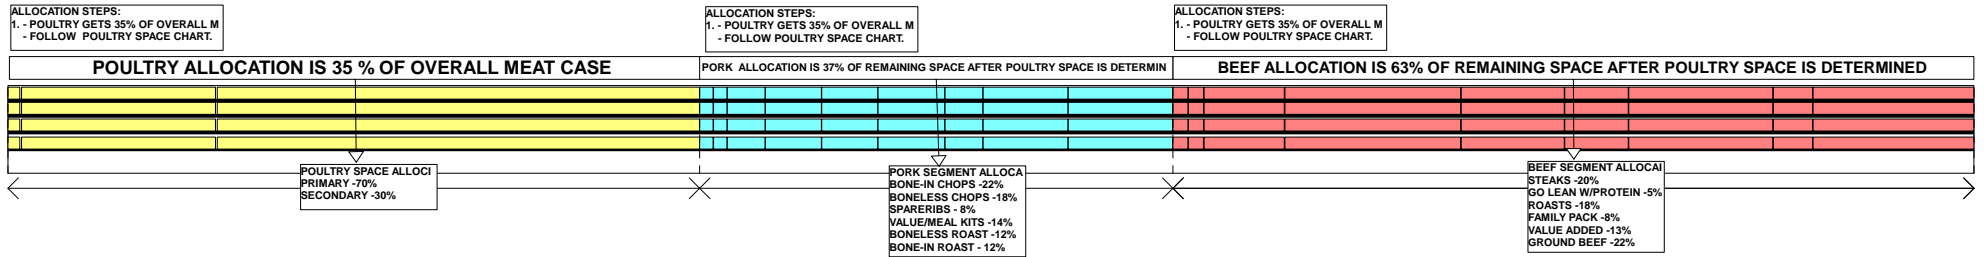 ALLOCATION STEPS:
1. - POULTRY GETS 35% OF OVERALL M
- FOLLOW  POULTRY SPACE CHART.
ALLOCATION STEPS:
1. - POULTRY GETS 35% OF OVERALL M
- FOLLOW  POULTRY SPACE CHART.
ALLOCATION STEPS:
1. - POULTRY GETS 35% OF OVERALL M
- FOLLOW  POULTRY SPACE CHART.
POULTRY ALLOCATION IS 35 % OF OVERALL MEAT CASE
PORK  ALLOCATION IS 37% OF REMAINING SPACE AFTER POULTRY SPACE IS DETERMIN
BEEF ALLOCATION IS 63% OF REMAINING SPACE AFTER POULTRY SPACE IS DETERMINED
POULTRY SPACE ALLOCI
PRIMARY -70%
SECONDARY -30%
PORK SEGMENT ALLOCA
BONE-IN CHOPS -22%
BONELESS CHOPS -18%
SPARERIBS - 8%
VALUE/MEAL KITS -14%
BONELESS ROAST -12%
BONE-IN ROAST - 12%
BEEF SEGMENT ALLOCAI
STEAKS -20%
GO LEAN W/PROTEIN -5%
ROASTS -18%
FAMILY PACK -8%
VALUE ADDED -13%
GROUND BEEF -22%